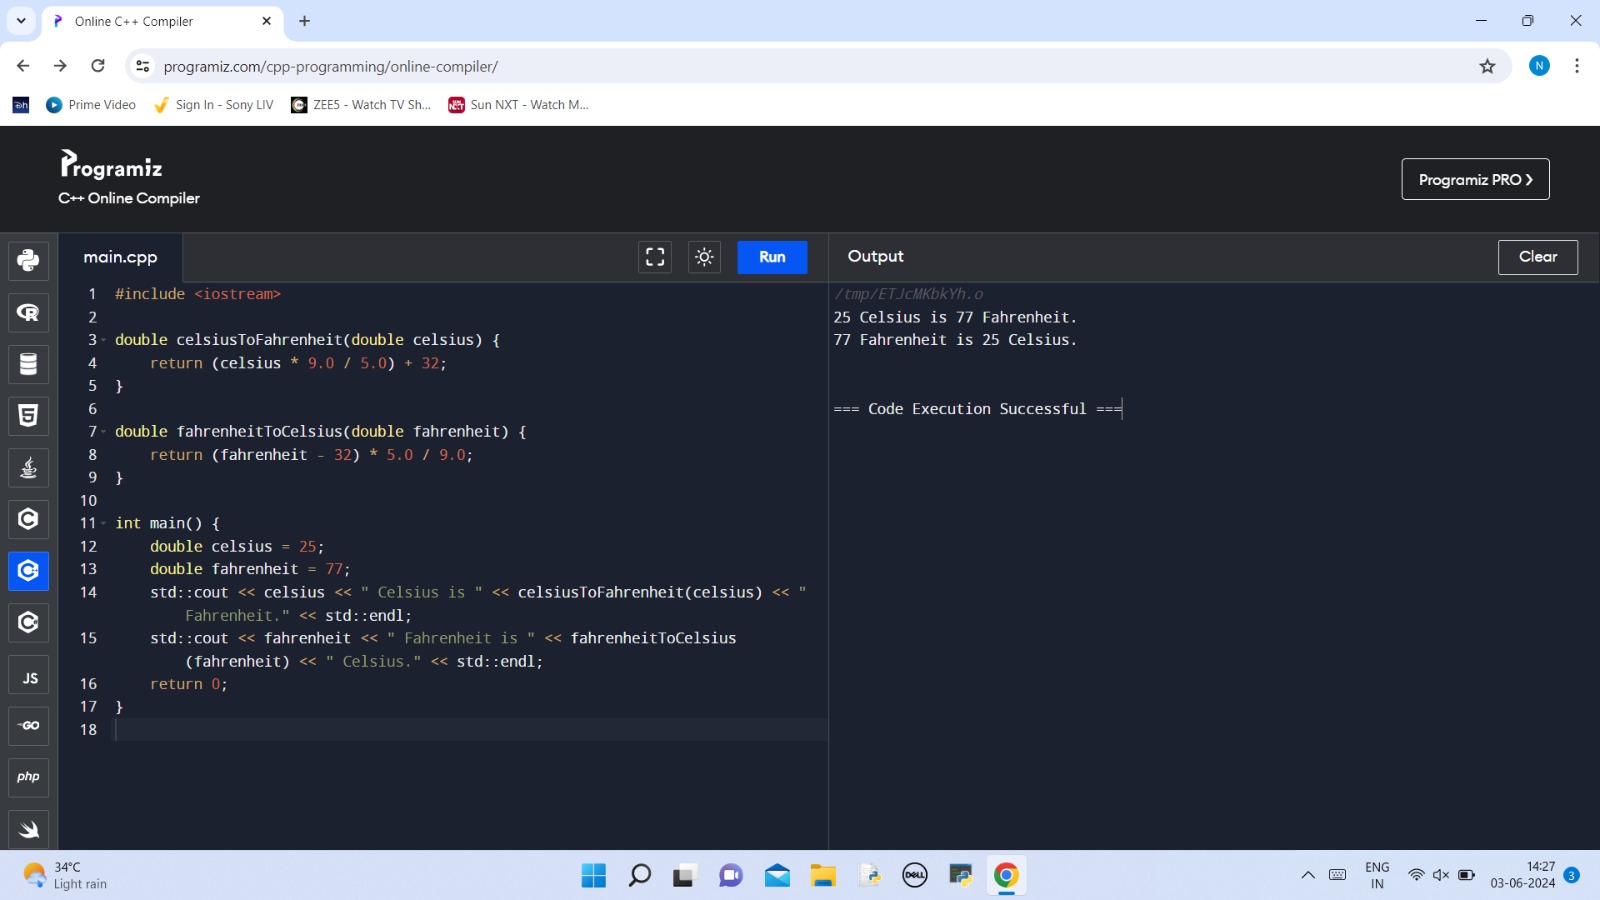 Online C++ Compiler
programiz.com/cpp-programming/online-compiler/
Prime Video
Sign In - Sony LIV
ZEE5 - Watch TV Sh...
Sun NXT - Watch M...
N
Programiz
C++ Online Compiler
Programiz PRO
main.cpp
Run
Output
Clear
1 #include <iostream>
2
3 double celsiusToFahrenheit(double celsius) {
4 return (celsius * 9.0 / 5.0) + 32;
5 }
6
7 double fahrenheitToCelsius(double fahrenheit) {
8 return (fahrenheit - 32) * 5.0 / 9.0;
9 }
10
11 int main() {
12 double celsius = 25;
13 double fahrenheit = 77;
14 std::cout << celsius << " Celsius is " << celsiusToFahrenheit(celsius) << "
Fahrenheit." << std::endl;
15 std::cout << fahrenheit << " Fahrenheit is " << fahrenheitToCelsius
(fahrenheit) << " Celsius." << std::endl;
16 return 0;
17 }
18
/tmp/ETJcMKbkYh.o
25 Celsius is 77 Fahrenheit.
77 Fahrenheit is 25 Celsius.
=== Code Execution Successful ===
JS
GO
php
34°C
Light rain
DELL
ENG
IN
14:27
03-06-2024
3